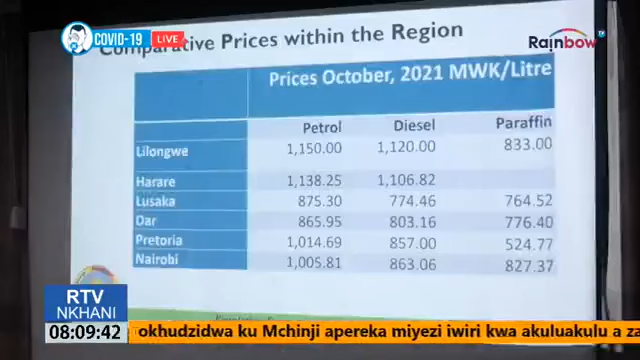 COVID-19 LIVE
Rainbow TV
Comparative Prices within the Region
Prices October, 2021 MWK/Litre
Petrol Diesel Paraffin
Lilongwe 1,150.00 1,120.00 833.00
Harare 1,138.25 1,106.82
Lusaka 875.30 774.46 764.52
Dar 865.95 803.16 776.40
Pretoria 1,014.69 857.00 524.77
Nairobi 1,005.81 863.06 827.37
RTV
NKHANI
08:09:42
okhudzidwa ku Mchinji apereka miyezi iwiri kwa akuluakulu a za